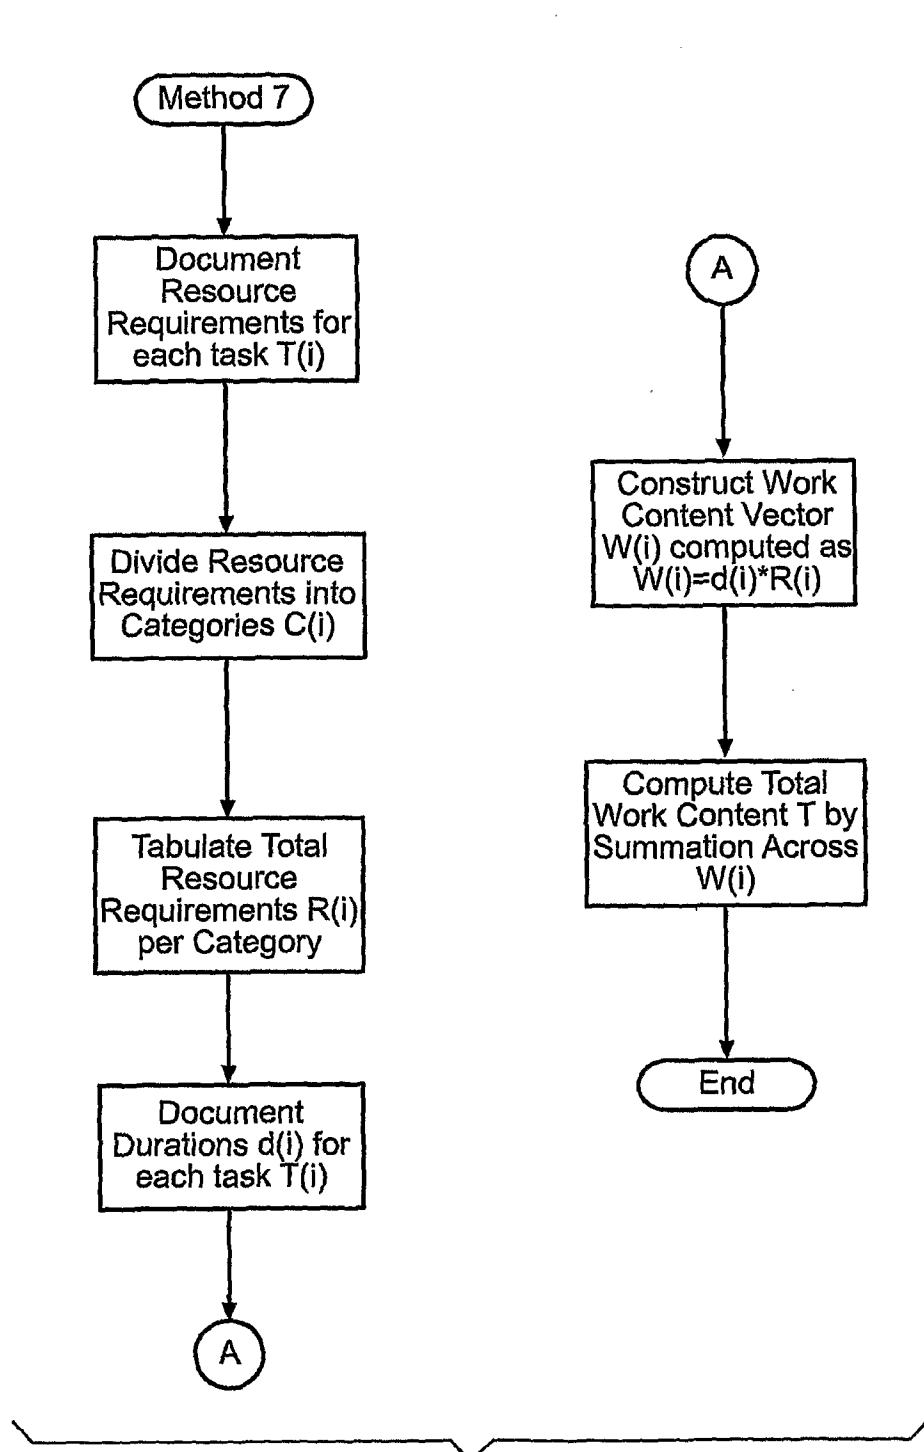 Method 7
Document
Resource
Requirements for
each task T(i)
Divide Resource
Requirements into
Categories C(i)
Tabulate Total
Resource
Requirements R(i)
per Category
Document
Durations d(i) for
each task T(i)
A
A
Construct Work
Content Vector
W(i) computed as
W(i)=d(i)*R(i)
Compute Total
Work Content T by
Summation Across
W(i)
End